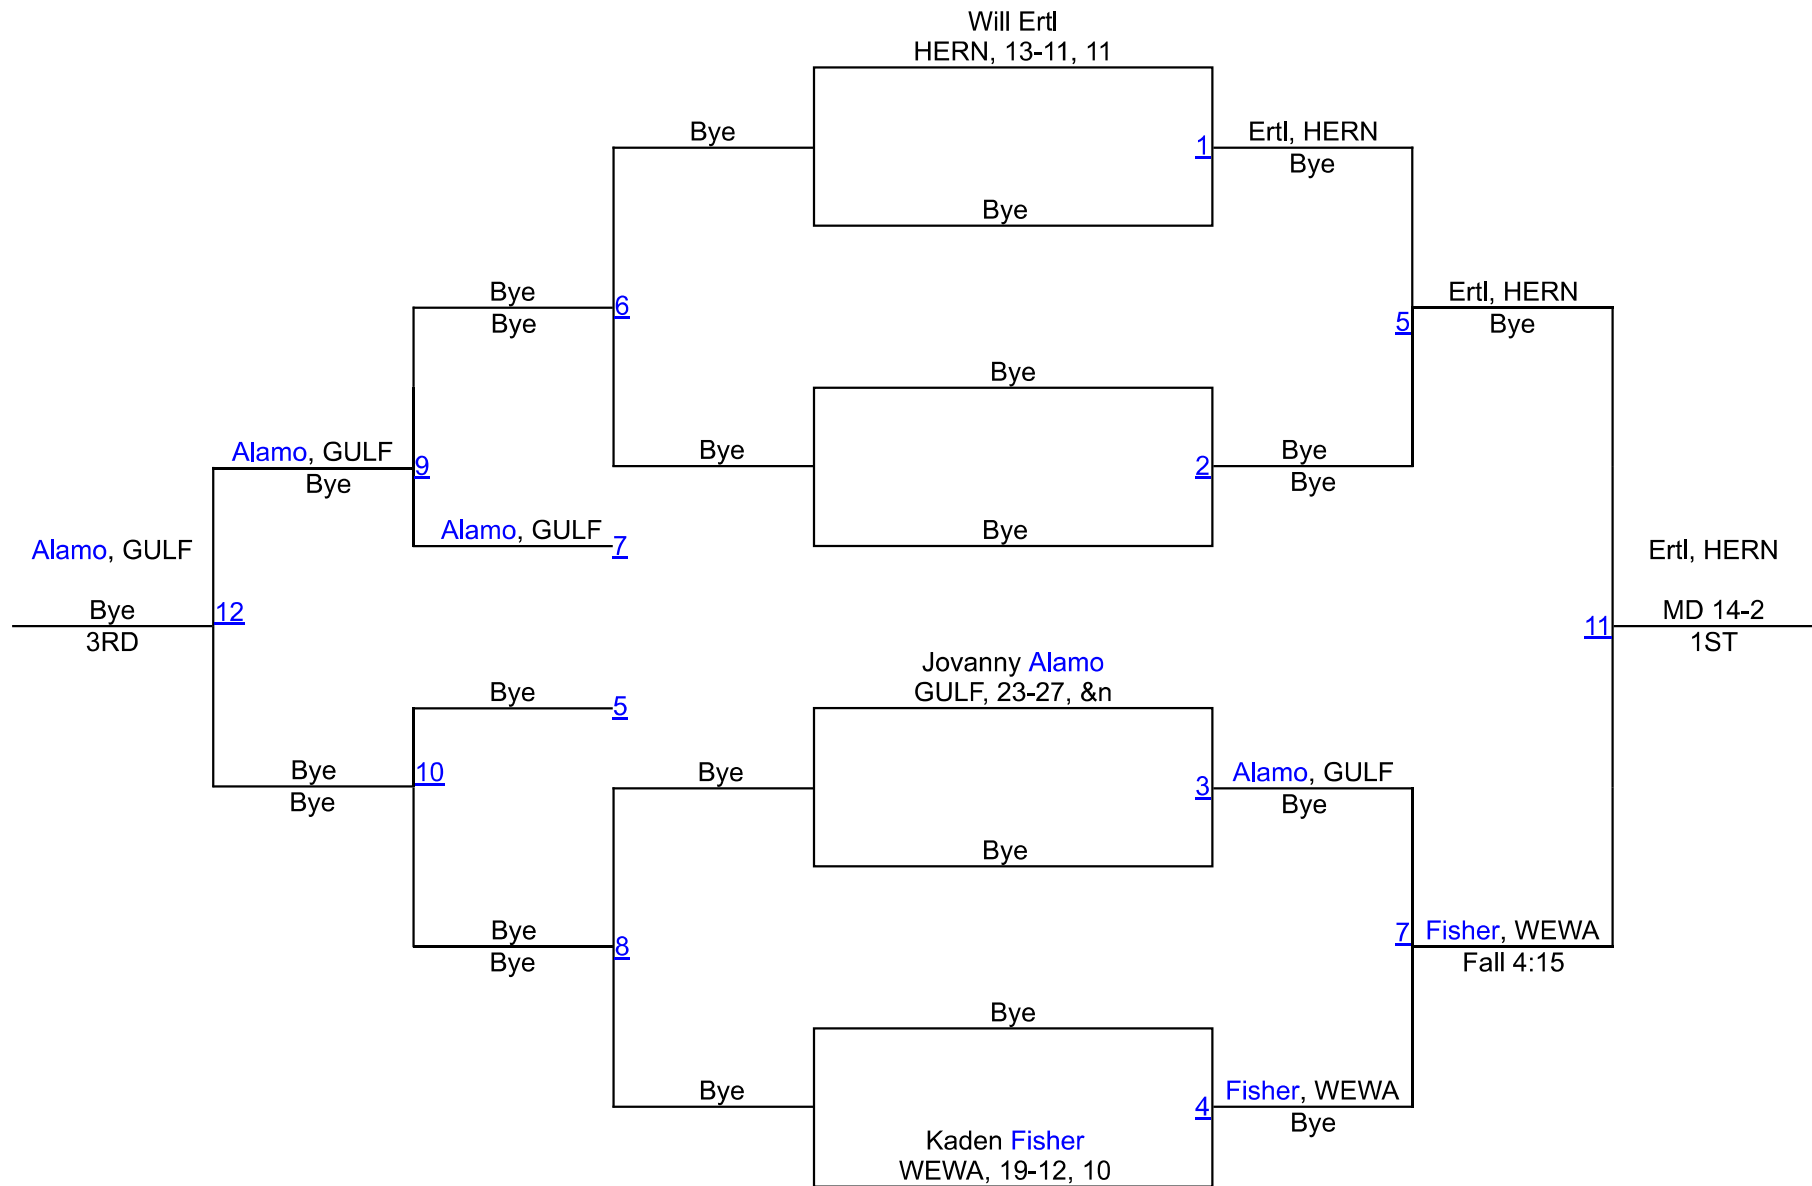 Will Ertl
HERN, 13-11, 11
Bye
1
Ertl, HERN
Bye
Bye
Bye
Bye
6
5
Ertl, HERN
Bye
Bye
Alamo, GULF
Bye
9
Bye
2
Bye
Bye
Alamo, GULF
7
Bye
Alamo, GULF
Bye
3RD
12
Ertl, HERN
11
MD 14-2
1ST
Jovanny Alamo
GULF, 23-27, &n
Bye
5
Bye
Bye
10
Bye
3
Alamo, GULF
Bye
Bye
Bye
Bye
8
7
Fisher, WEWA
Fall 4:15
Bye
Bye
4
Fisher, WEWA
Bye
Kaden Fisher
WEWA, 19-12, 10